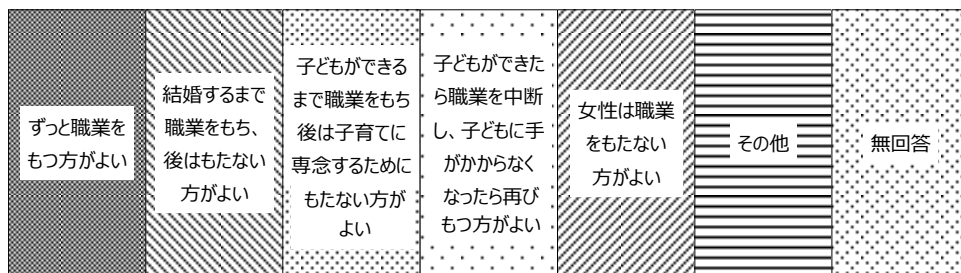 ずっと職業を
もつ方がよい
結婚するまで
職業をもち、
後はもたない
方がよい
子どもができる
まで職業をもち
後は子育てに
専念するために
もたない方が
よい
子どもができた
ら職業を中断
し、子どもに手
がかからなく
なったら再び
もつ方がよい
女性は職業
をもたない
方がよい
その他
無回答